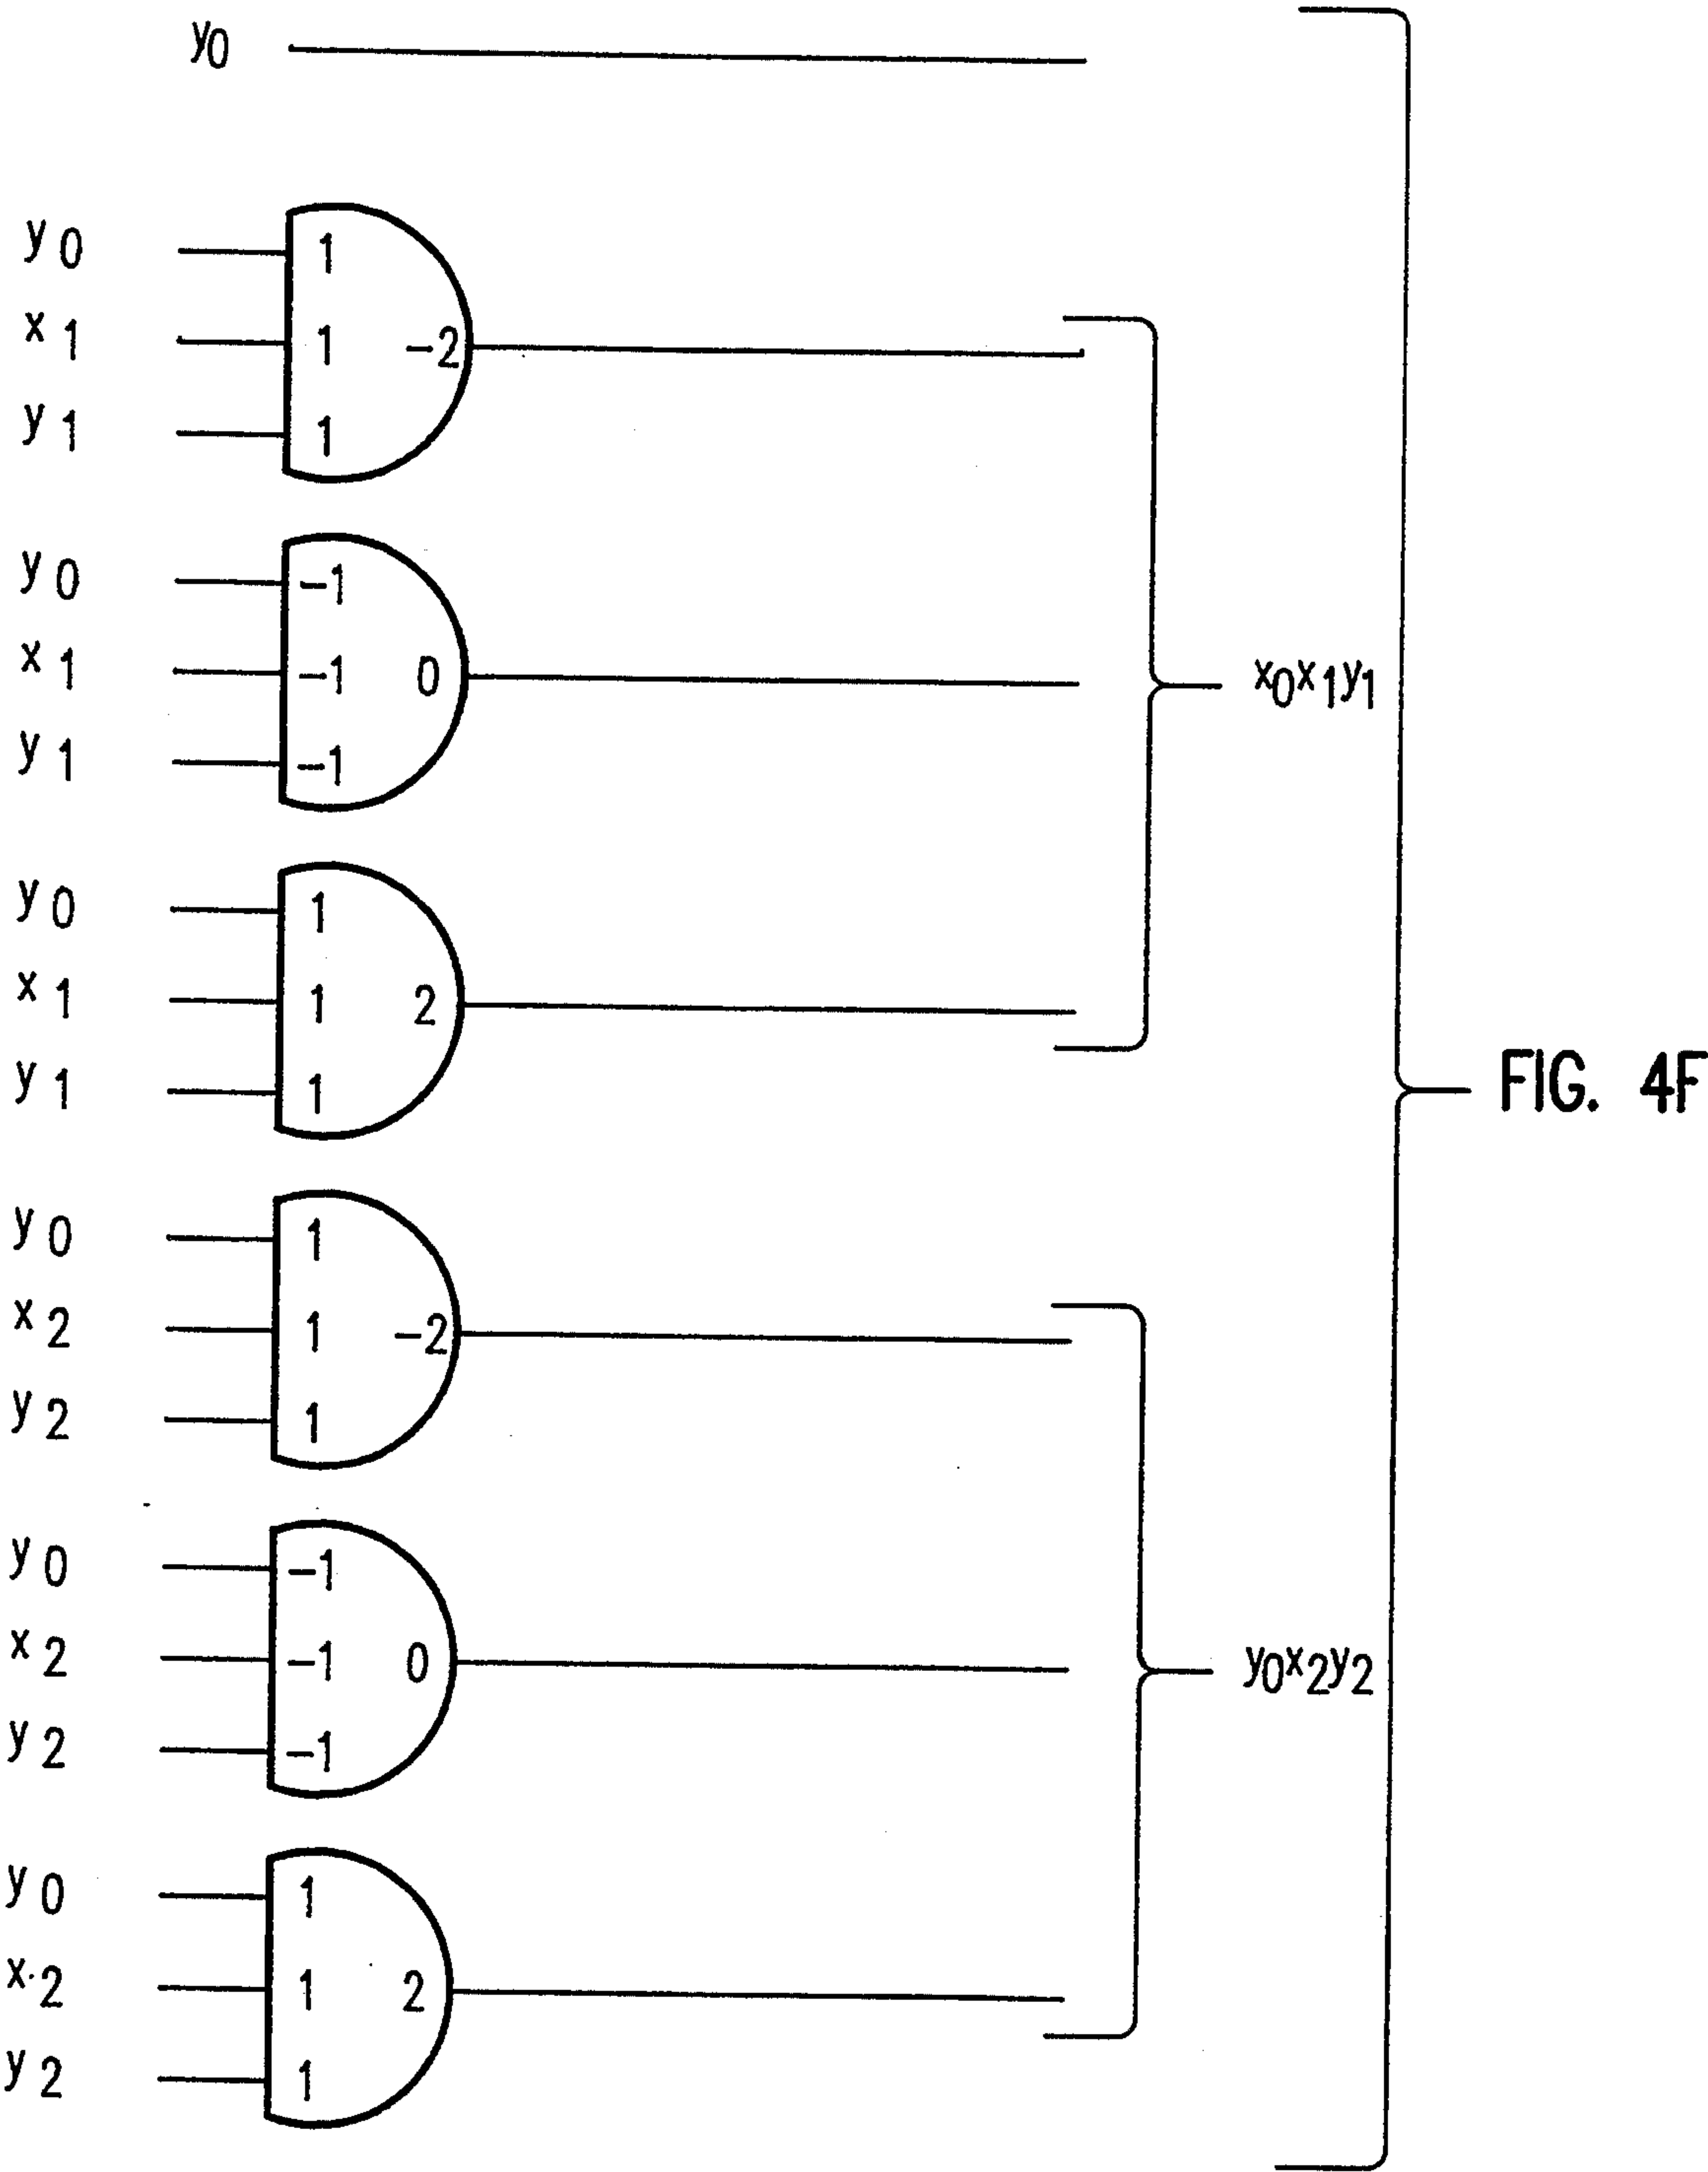 y0
y0 1
x1 1 -2
y1 1
y0 -1
x1 -1 0
y1 -1
x0x1y1
y0 1
x1 1 2
y1 1
FIG. 4F
y0 1
x2 1 -2
y2 1
y0 -1
x2 -1 0
y2 -1
y0x2y2
y0 1
x2 1 2
y2 1